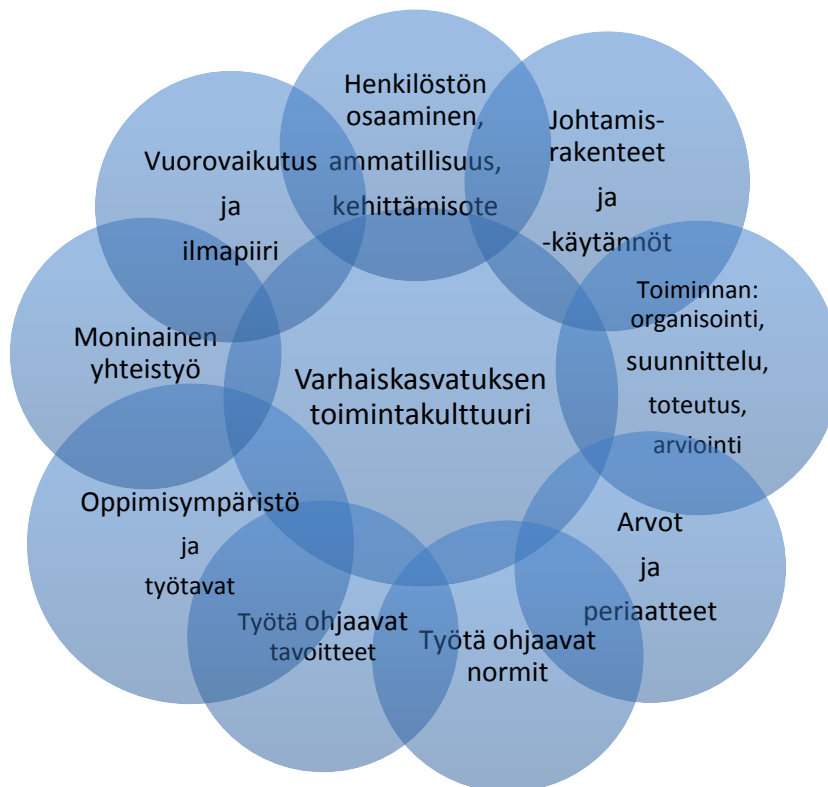 Henkilöstön
osaaminen,
ammatillisuus,
kehittämisote
Johtamis-
rakenteet
ja
-käytännöt
Toiminnan:
organisointi,
suunnittelu,
toteutus,
arviointi
Arvot
ja
periaatteet
Työtä ohjaavat
normit
Työtä ohjaavat
tavoitteet
Oppimisympäristö
ja
työtavat
Moninainen
yhteistyö
Vuorovaikutus
ja
ilmapiiri
Varhaiskasvatuksen
toimintakulttuuri